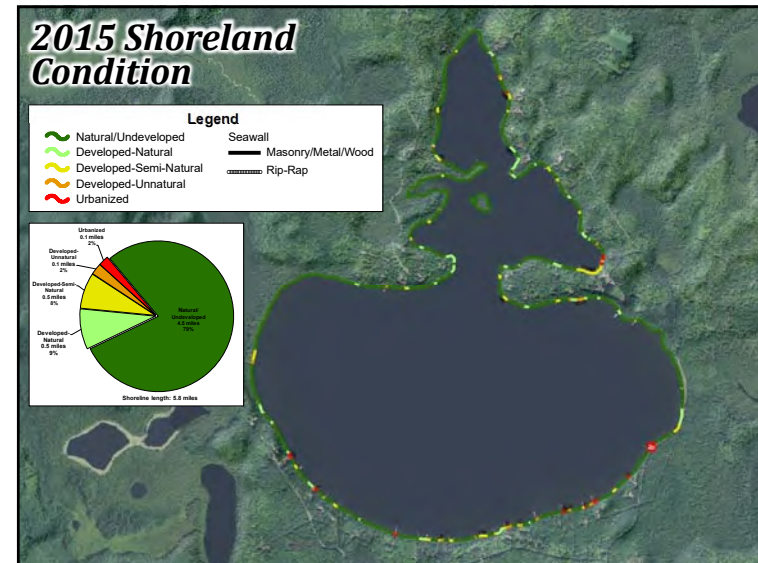 2015 Shoreland
Condition
Legend
Natural/Undeveloped
Developed-Natural
Developed-Semi-Natural
Developed-Unnatural
Urbanized
Seawall
Masonry/Metal/Wood
Rip-Rap
Urbanized
0.1 miles
2%
Developed-
Unnatural
0.1 miles
2%
Developed-Semi-
Natural
0.5 miles
8%
Developed-
Natural
0.5 miles
9%
Natural
Undeveloped
4.6 miles
79%
Shoreline length: 5.8 miles